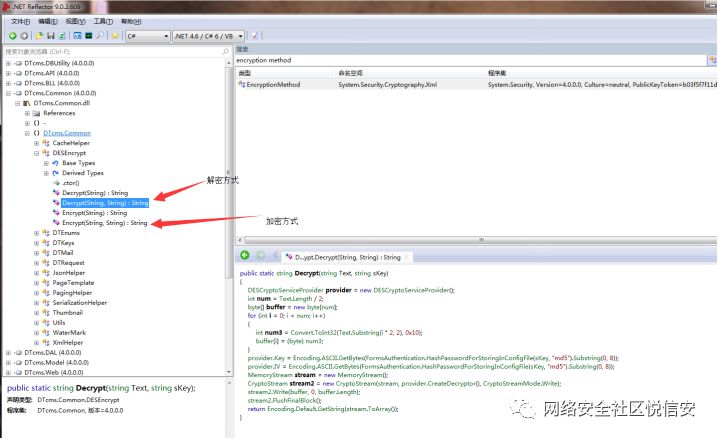 .NET Reflector 9.0.2.609
文件(F) 编辑(E) 视图(V) 工具(T) 帮助(H)
C# .NET 4.6 / C# 6 / VB
搜索对象浏览器 (Ctrl-F);
DTcms.DBUtility (4.0.0.0)
DTcms.API (4.0.0.0)
DTcms.BLL (4.0.0.0)
DTcms.Common (4.0.0.0)
DTcms.Common.dll
References
{ } -
{ } DTcms.Common
CacheHelper
DESEncrypt
Base Types
Derived Types
.ctor()
Decrypt(String) : String
Decrypt(String, String) : String
Encrypt(String) : String
Encrypt(String, String) : String
DTEnums
DTKeys
DTMail
DTRequest
JsonHelper
PageTemplate
PagingHelper
SerializationHelper
Thumbnail
Utils
WaterMark
XmlHelper
DTcms.DAL (4.0.0.0)
DTcms.Model (4.0.0.0)
DTcms.Web (4.0.0.0)
解密方式
加密方式
public static string Decrypt(string Text, string sKey);
声明类型: DTcms.Common.DESEncrypt
程序集: DTcms.Common, 版本=4.0.0.0
搜索
encryption method
类型 命名空间 程序集
EncryptionMethod System.Security.Cryptography.Xml System.Security, Version=4.0.0.0, Culture=neutral, PublicKeyToken=b03f5f7f11d
D...ypt.Decrypt(String, String) : String
public static string Decrypt(string Text, string sKey)
{
DESCryptoServiceProvider provider = new DESCryptoServiceProvider();
int num = Text.Length / 2;
byte[] buffer = new byte[num];
for (int i = 0; i < num; i++)
{
int num3 = Convert.ToInt32(Text.Substring(i * 2, 2), 0x10);
buffer[i] = (byte) num3;
}
provider.Key = Encoding.ASCII.GetBytes(FormsAuthentication.HashPasswordForStoringInConfigFile(sKey, "md5").Substring(0, 8));
provider.IV = Encoding.ASCII.GetBytes(FormsAuthentication.HashPasswordForStoringInConfigFile(sKey, "md5").Substring(0, 8));
MemoryStream stream = new MemoryStream();
CryptoStream stream2 = new CryptoStream(stream, provider.CreateDecryptor(), CryptoStreamMode.Write);
stream2.Write(buffer, 0, buffer.Length);
stream2.FlushFinalBlock();
return Encoding.Default.GetString(stream.ToArray());
}
网络安全社区悦信安